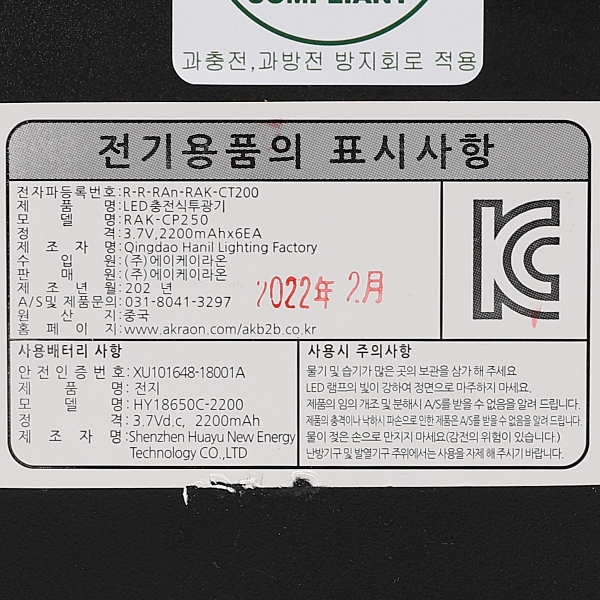 COMPLIANT
과충전,과방전 방지회로 적용
전기용품의 표시사항
전자파등록번호:R-R-RAn-RAK-CT200
제 품 명:LED충전식투광기
모 델 명:RAK-CP250
정 격:3.7V,2200mAhx6EA
제 조 자 명:Qingdao Hanil Lighting Factory
수 입 원:(주)에이케이라온
판 매 원:(주)에이케이라온
제 조 년 월:202 년
2022年 2月
A/S및 제품문의:031-8041-3297
원 산 지:중국
홈 페 이 지:www.akraon.com/akb2b.co.kr
사용배터리 사항
안 전 인 증 번 호:XU101648-18001A
제 품 명:전지
모 델 명:HY18650C-2200
정 격:3.7Vd.c, 2200mAh
제 조 자 명:Shenzhen Huayu New Energy
Technology CO.,LTD
사용시 주의사항
물기 및 습기가 많은 곳의 보관을 삼가 해 주세요
LED 램프의 빛이 강하여 정면으로 마주하지 마세요.
제품의 임의 개조 및 분해시 A/S를 받을 수 없음을 알려 드립니다.
제품의 충격이나 낙하시 파손으로 인한 제품은 A/S를 받을 수 없음을 알려 드립니다.
물이 젖은 손으로 만지지 마세요(감전의 위험이 있습니다.)
난방기구 및 발열기구 주위에서는 사용을 자제 해 주시기 바랍니다.
KC